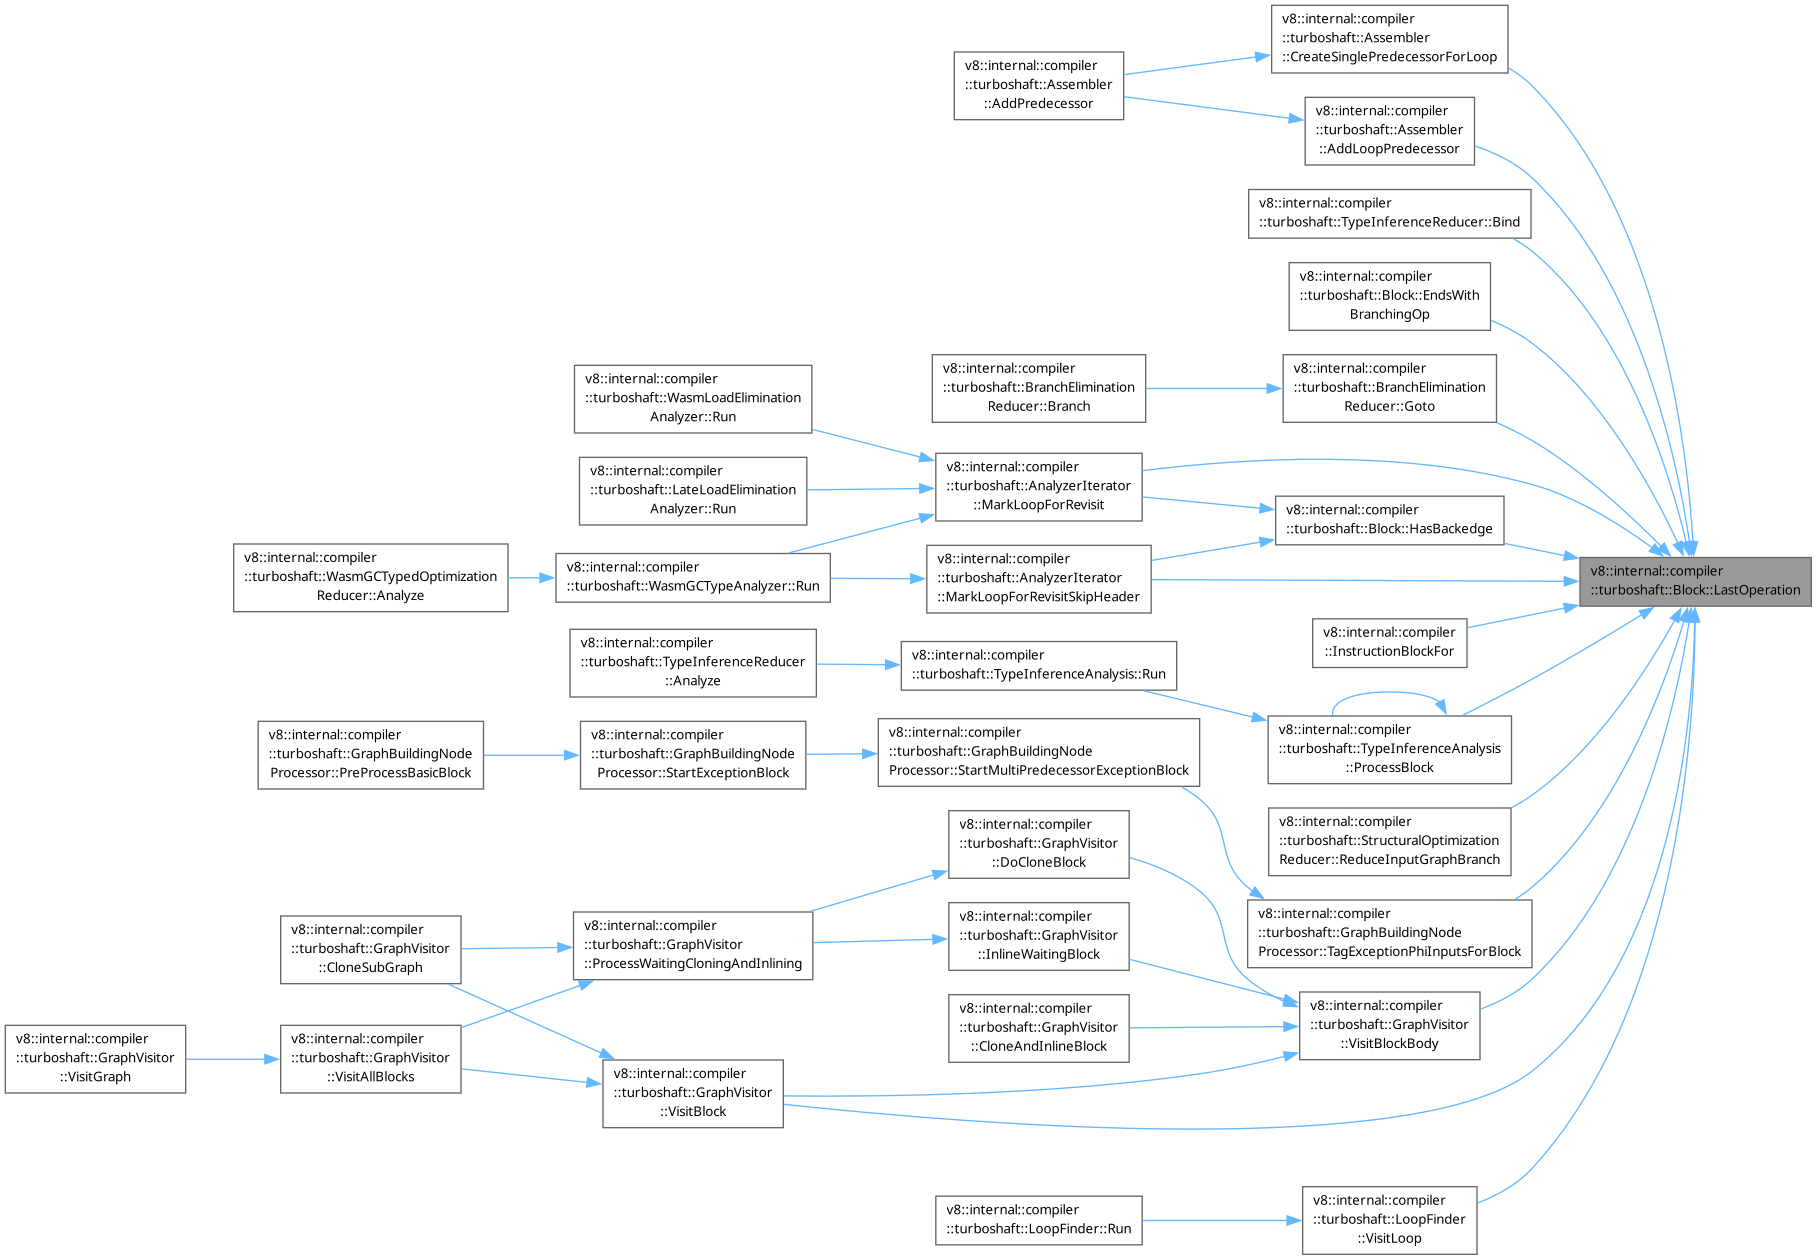 v8::internal::compiler
::turboshaft::Assembler
::CreateSinglePredecessorForLoop
v8::internal::compiler
::turboshaft::Assembler
::AddPredecessor
v8::internal::compiler
::turboshaft::Assembler
::AddLoopPredecessor
v8::internal::compiler
::turboshaft::TypeInferenceReducer::Bind
v8::internal::compiler
::turboshaft::Block::EndsWith
BranchingOp
v8::internal::compiler
::turboshaft::BranchElimination
Reducer::Branch
v8::internal::compiler
::turboshaft::BranchElimination
Reducer::Goto
v8::internal::compiler
::turboshaft::WasmLoadElimination
Analyzer::Run
v8::internal::compiler
::turboshaft::LateLoadElimination
Analyzer::Run
v8::internal::compiler
::turboshaft::AnalyzerIterator
::MarkLoopForRevisit
v8::internal::compiler
::turboshaft::Block::HasBackedge
v8::internal::compiler
::turboshaft::WasmGCTypedOptimization
Reducer::Analyze
v8::internal::compiler
::turboshaft::WasmGCTypeAnalyzer::Run
v8::internal::compiler
::turboshaft::AnalyzerIterator
::MarkLoopForRevisitSkipHeader
v8::internal::compiler
::turboshaft::Block::LastOperation
v8::internal::compiler
::InstructionBlockFor
v8::internal::compiler
::turboshaft::TypeInferenceReducer
::Analyze
v8::internal::compiler
::turboshaft::TypeInferenceAnalysis::Run
v8::internal::compiler
::turboshaft::TypeInferenceAnalysis
::ProcessBlock
v8::internal::compiler
::turboshaft::GraphBuildingNode
Processor::PreProcessBasicBlock
v8::internal::compiler
::turboshaft::GraphBuildingNode
Processor::StartExceptionBlock
v8::internal::compiler
::turboshaft::GraphBuildingNode
Processor::StartMultiPredecessorExceptionBlock
v8::internal::compiler
::turboshaft::StructuralOptimization
Reducer::ReduceInputGraphBranch
v8::internal::compiler
::turboshaft::GraphVisitor
::DoCloneBlock
v8::internal::compiler
::turboshaft::GraphBuildingNode
Processor::TagExceptionPhiInputsForBlock
v8::internal::compiler
::turboshaft::GraphVisitor
::CloneSubGraph
v8::internal::compiler
::turboshaft::GraphVisitor
::ProcessWaitingCloningAndInlining
v8::internal::compiler
::turboshaft::GraphVisitor
::InlineWaitingBlock
v8::internal::compiler
::turboshaft::GraphVisitor
::CloneAndInlineBlock
v8::internal::compiler
::turboshaft::GraphVisitor
::VisitBlockBody
v8::internal::compiler
::turboshaft::GraphVisitor
::VisitGraph
v8::internal::compiler
::turboshaft::GraphVisitor
::VisitAllBlocks
v8::internal::compiler
::turboshaft::GraphVisitor
::VisitBlock
v8::internal::compiler
::turboshaft::LoopFinder::Run
v8::internal::compiler
::turboshaft::LoopFinder
::VisitLoop